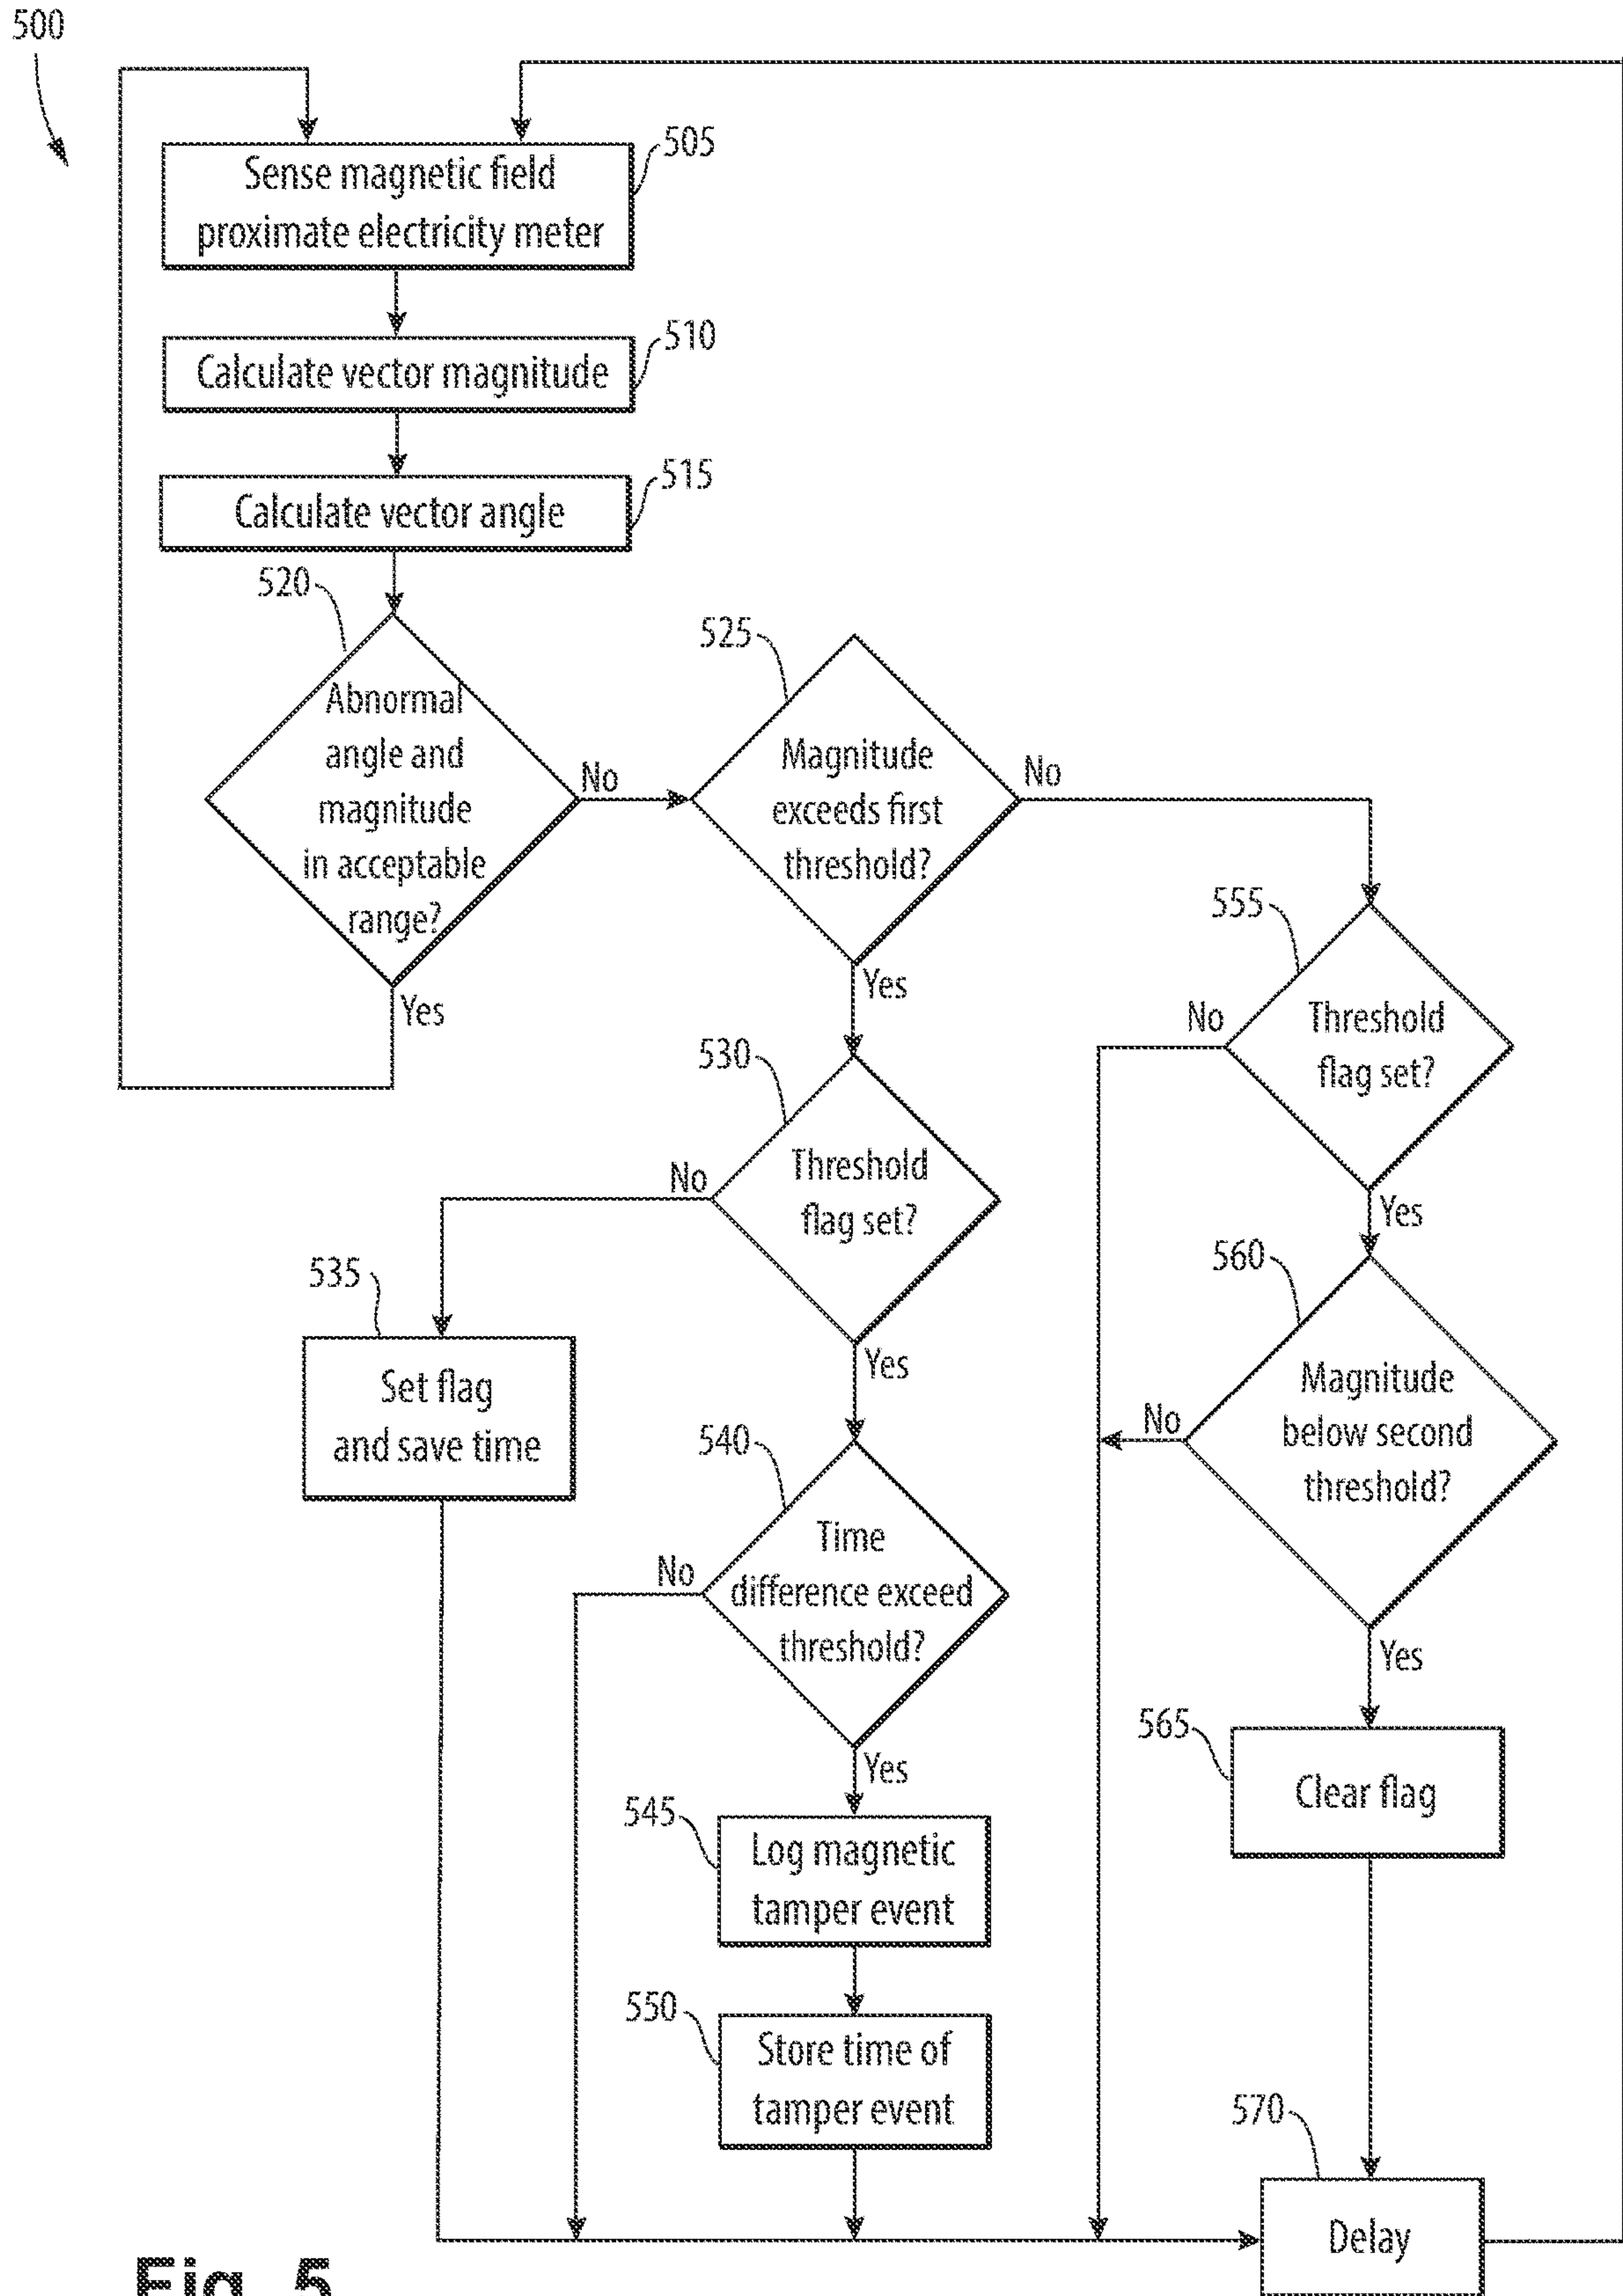 500
505
Sense magnetic field
proximate electricity meter
510
Calculate vector magnitude
515
Calculate vector angle
520
Abnormal
angle and
magnitude
in acceptable
range?
No
Yes
525
Magnitude
exceeds first
threshold?
No
Yes
530
Threshold
flag set?
No
Yes
535
Set flag
and save time
540
Time
difference exceed
threshold?
No
Yes
545
Log magnetic
tamper event
550
Store time of
tamper event
555
Threshold
flag set?
No
Yes
560
Magnitude
below second
threshold?
No
Yes
565
Clear flag
570
Delay
Fig. 5